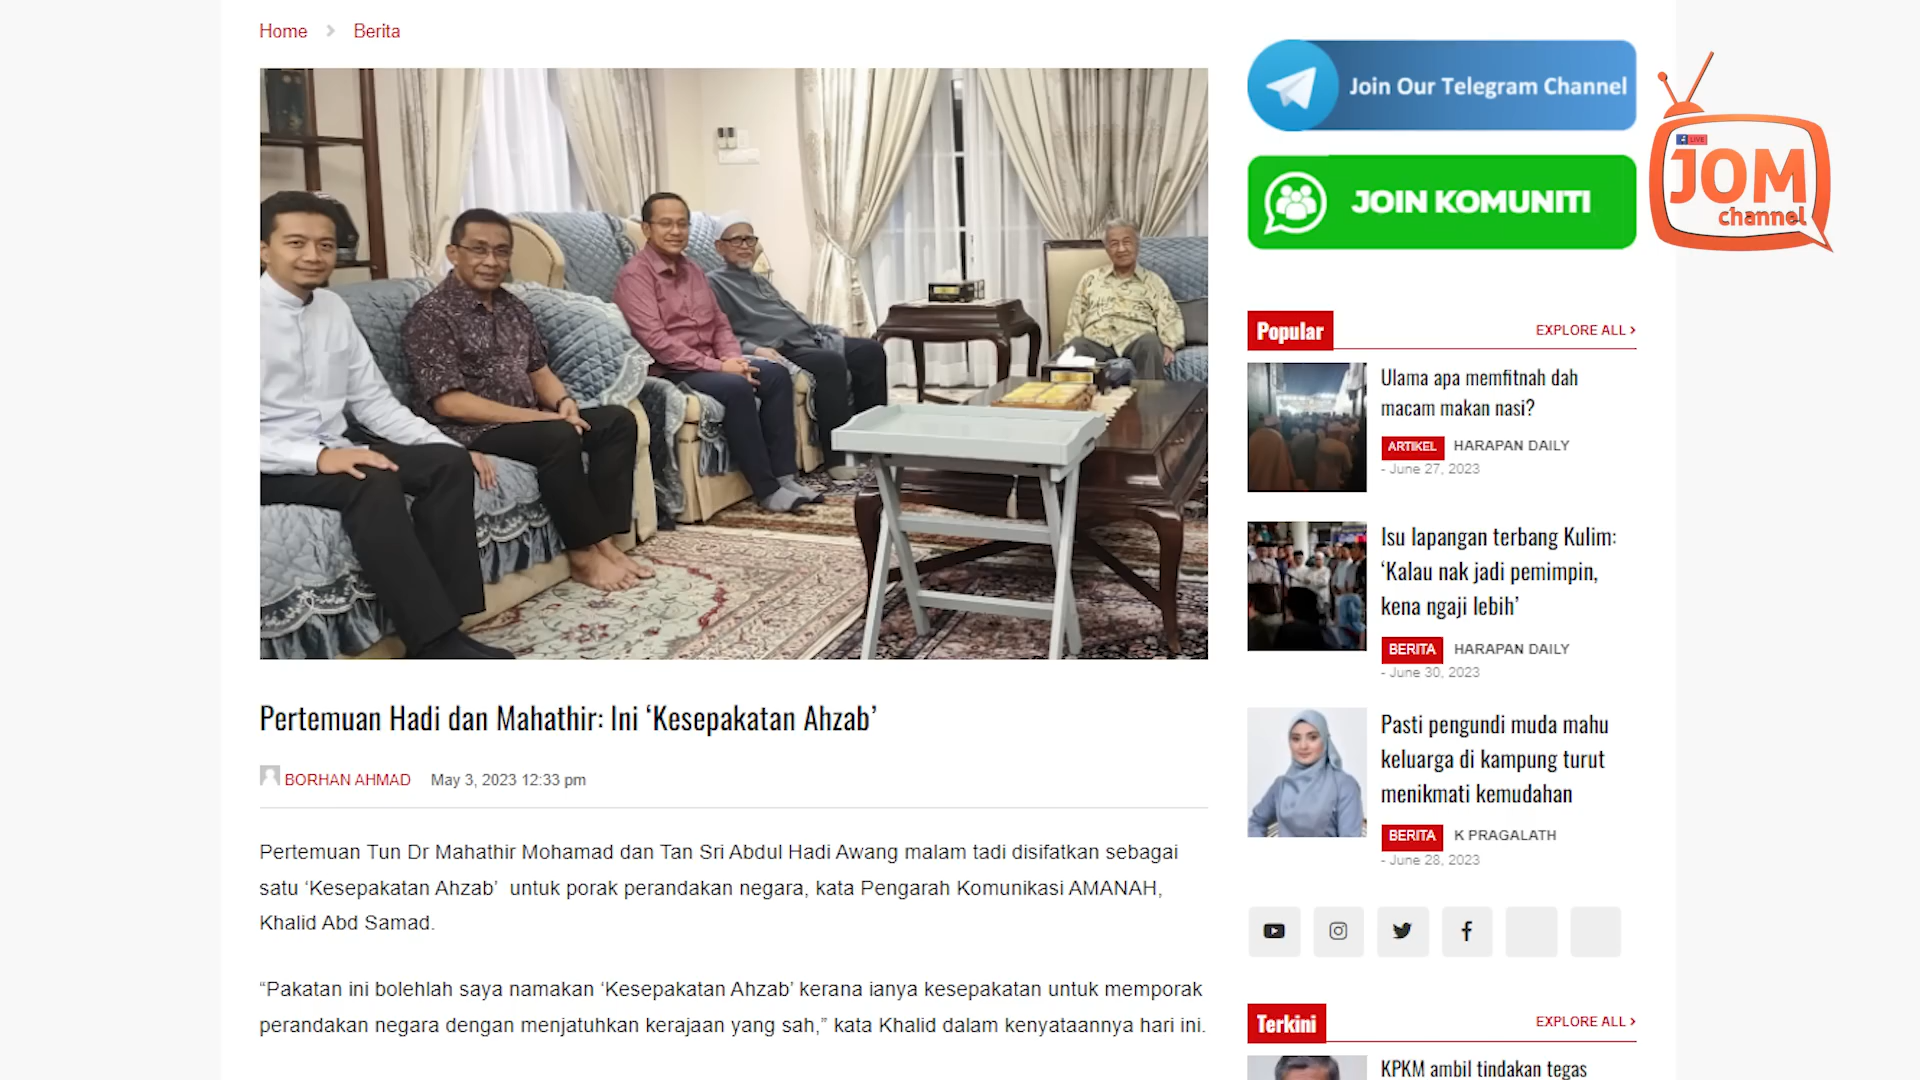 Home > Berita
Join Our Telegram Channel
JOIN KOMUNITI
LIVE
JOM
channel
Pertemuan Hadi dan Mahathir: Ini ‘Kesepakatan Ahzab’
BORHAN AHMAD May 3, 2023 12:33 pm
Pertemuan Tun Dr Mahathir Mohamad dan Tan Sri Abdul Hadi Awang malam tadi disifatkan sebagai
satu ‘Kesepakatan Ahzab’ untuk porak perandakan negara, kata Pengarah Komunikasi AMANAH,
Khalid Abd Samad.
“Pakatan ini bolehlah saya namakan ‘Kesepakatan Ahzab’ kerana ianya kesepakatan untuk memporak
perandakan negara dengan menjatuhkan kerajaan yang sah,” kata Khalid dalam kenyataannya hari ini.
Popular
EXPLORE ALL >
Ulama apa memfitnah dah
macam makan nasi?
ARTIKEL HARAPAN DAILY
- June 27, 2023
Isu lapangan terbang Kulim:
‘Kalau nak jadi pemimpin,
kena ngaji lebih’
BERITA HARAPAN DAILY
- June 30, 2023
Pasti pengundi muda mahu
keluarga di kampung turut
menikmati kemudahan
BERITA K PRAGALATH
- June 28, 2023
Terkini
EXPLORE ALL >
KPKM ambil tindakan tegas